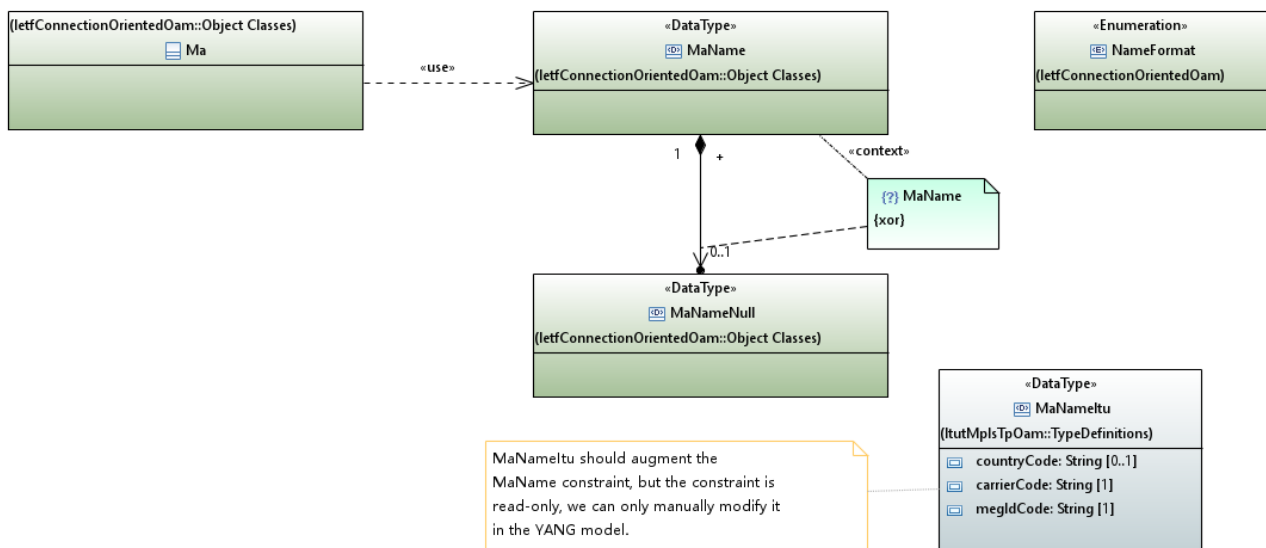 (IetfConnectionOrientedOam::Object Classes)
Ma
«use»
«DataType»
MaName
(IetfConnectionOrientedOam::Object Classes)
«Enumeration»
NameFormat
(IetfConnectionOrientedOam)
1
+
«context»
{?} MaName
{xor}
0..1
«DataType»
MaNameNull
(IetfConnectionOrientedOam::Object Classes)
«DataType»
MaNameItu
(ItutMplsTpOam::TypeDefinitions)
countryCode: String [0..1]
carrierCode: String [1]
megIdCode: String [1]
MaNameItu should augment the
MaName constraint, but the constraint is
read-only, we can only manually modify it
in the YANG model.